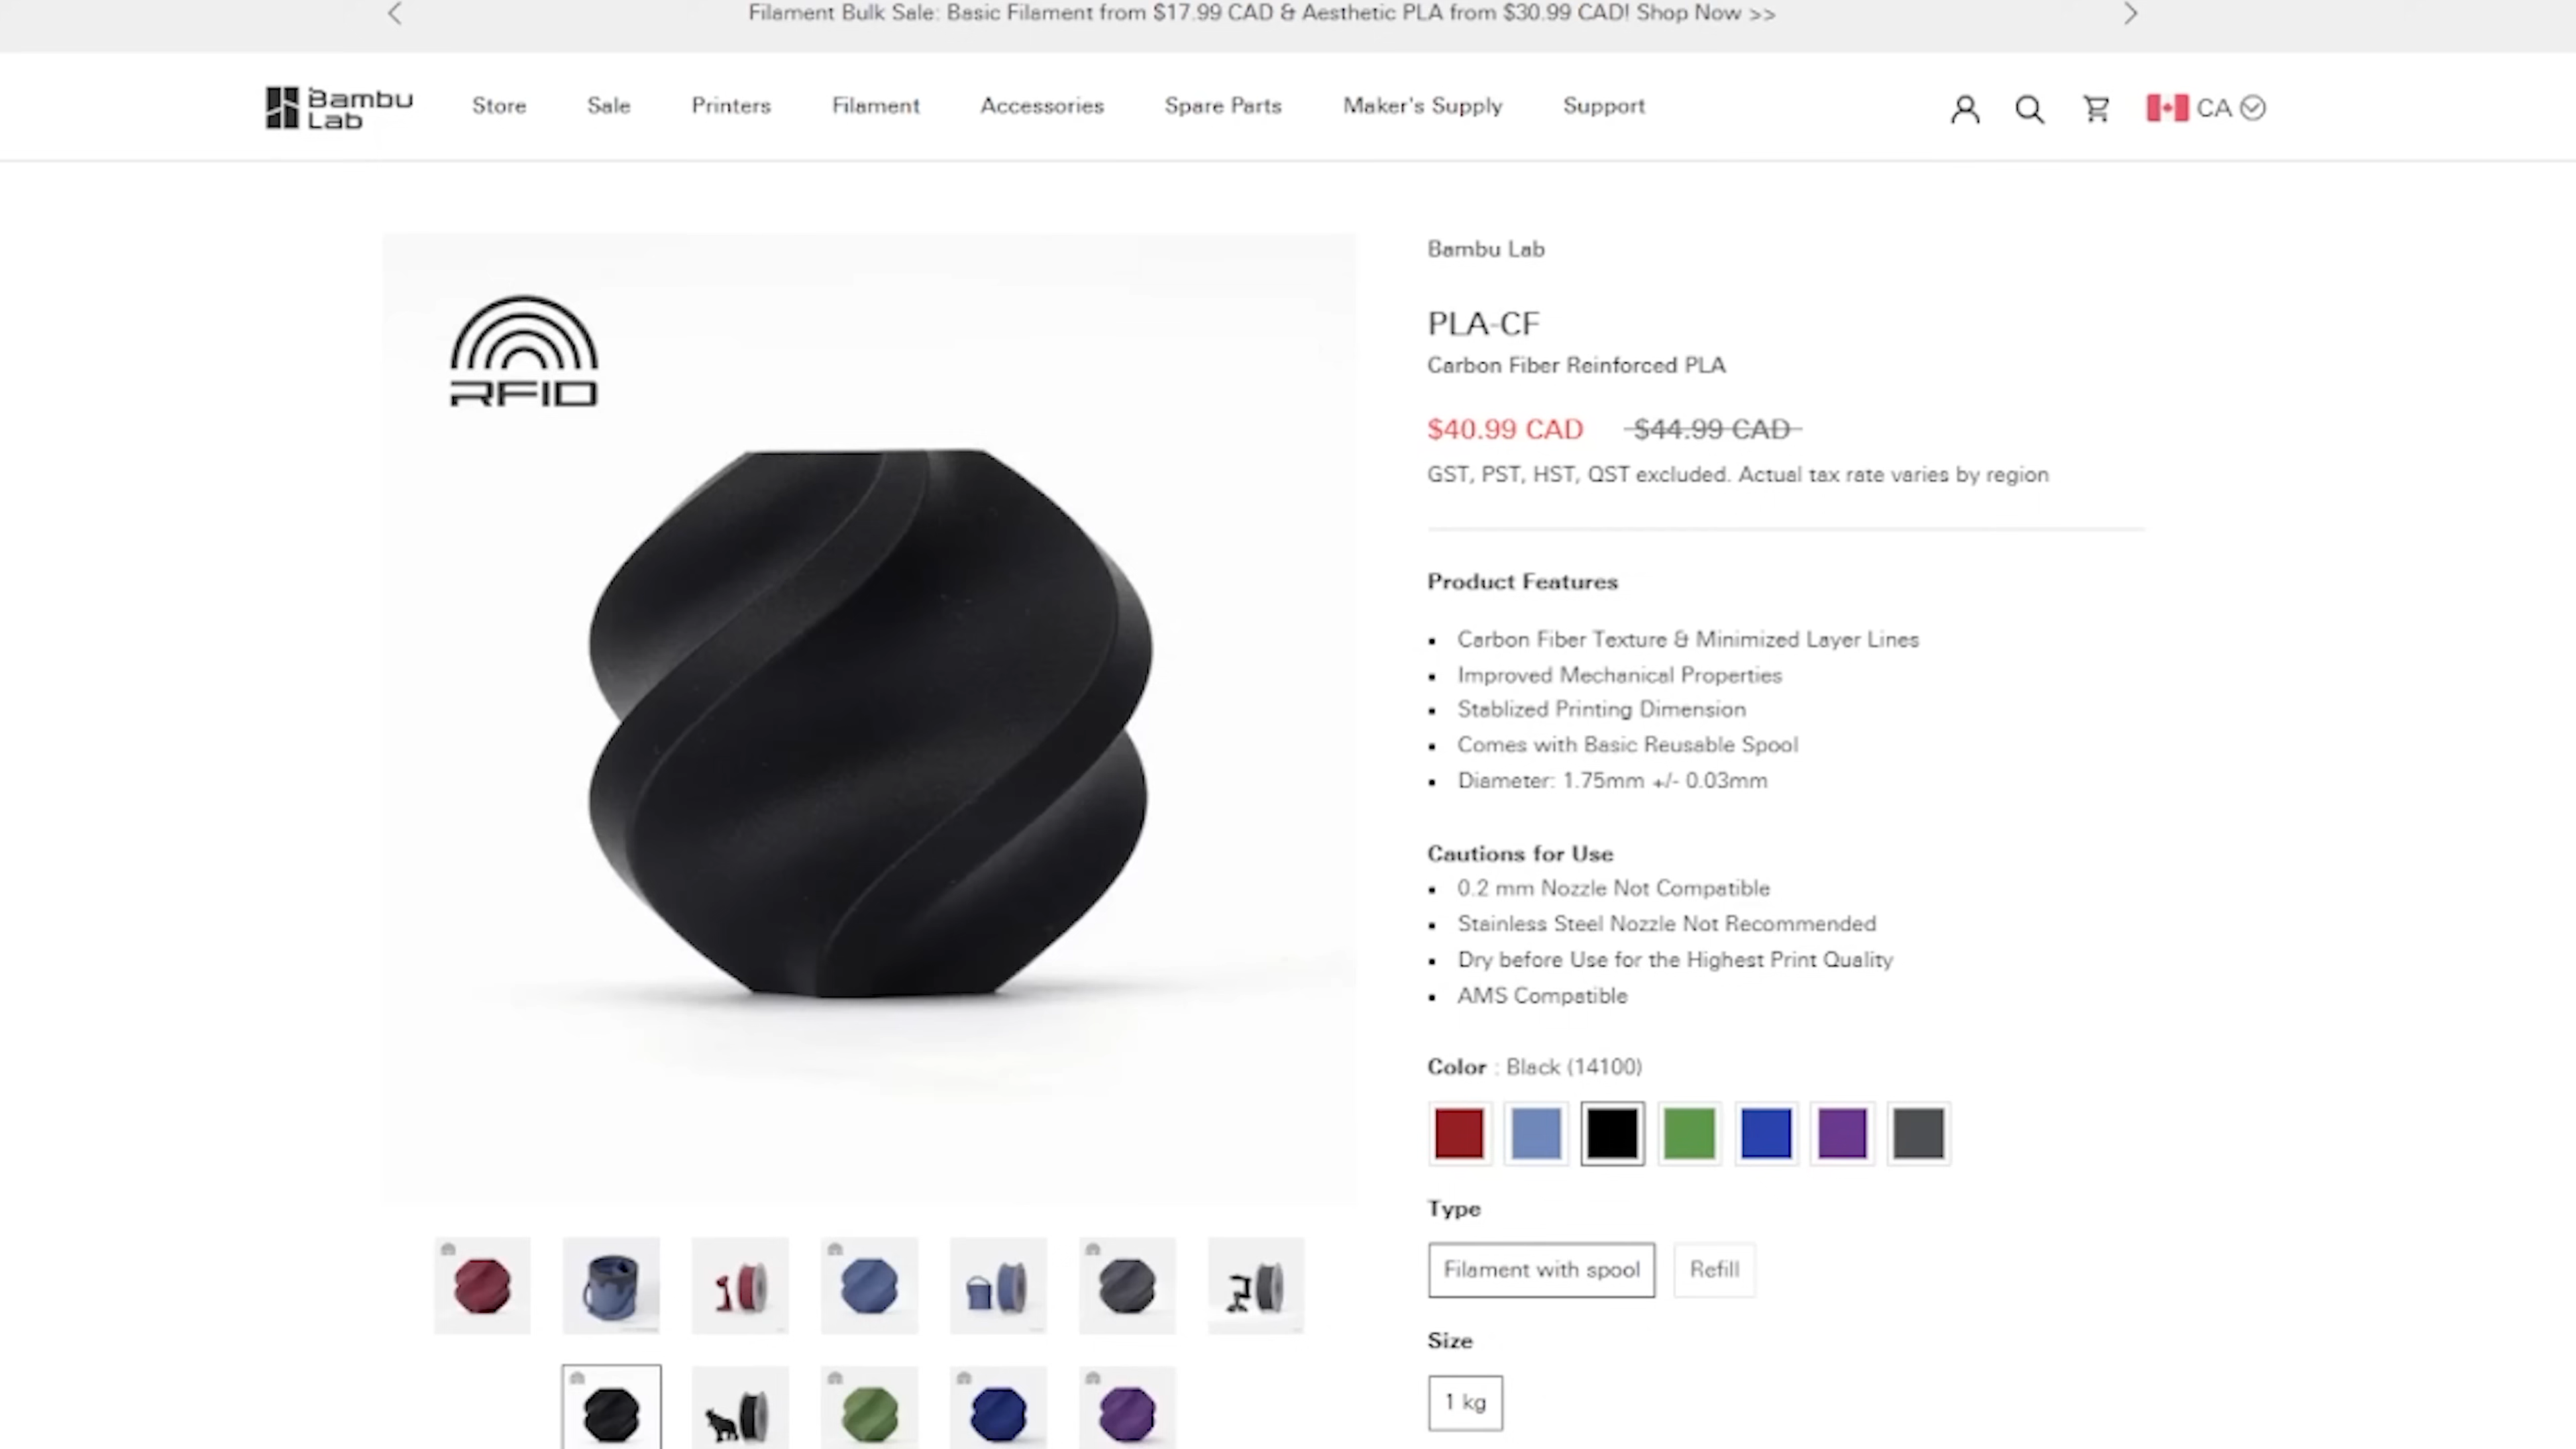 Filament Bulk Sale: Basic Filament from $17.99 CAD & Aesthetic PLA from $30.99 CAD! Shop Now >>
Bambu Lab
Store
Sale
Printers
Filament
Accessories
Spare Parts
Maker's Supply
Support
CA
RFID
Bambu Lab
PLA-CF
Carbon Fiber Reinforced PLA
$40.99 CAD $44.99 CAD
GST, PST, HST, QST excluded. Actual tax rate varies by region
Product Features
Carbon Fiber Texture & Minimized Layer Lines
Improved Mechanical Properties
Stablized Printing Dimension
Comes with Basic Reusable Spool
Diameter: 1.75mm +/- 0.03mm
Cautions for Use
0.2 mm Nozzle Not Compatible
Stainless Steel Nozzle Not Recommended
Dry before Use for the Highest Print Quality
AMS Compatible
Color : Black (14100)
Type
Filament with spool
Refill
Size
1 kg